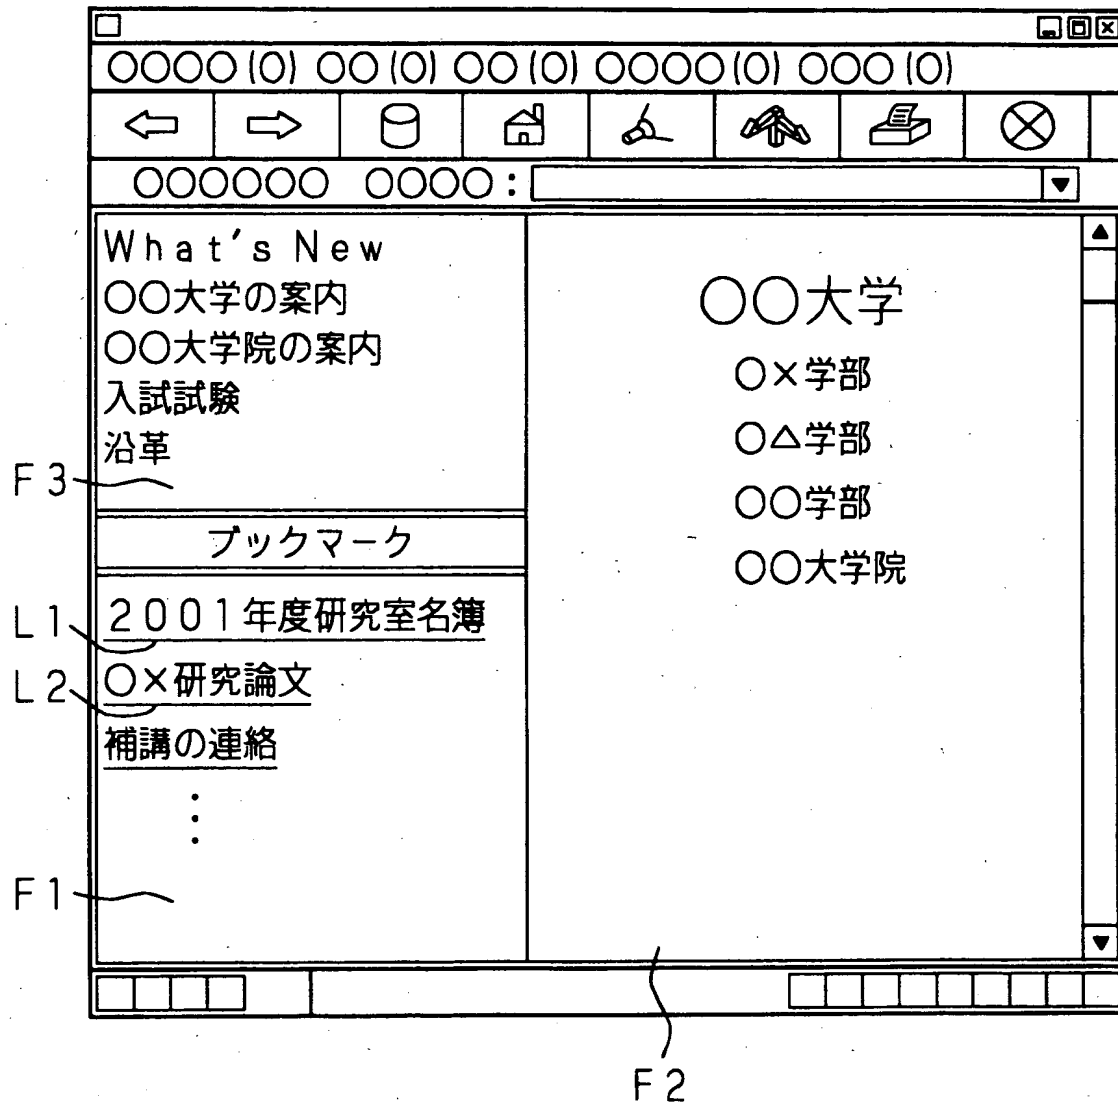 ○○○○(○) ○○(○) ○○(○) ○○○○(○) ○○○(○)
○○○○○○ ○○○○:
What's New
○○大学の案内
○○大学院の案内
入試試験
沿革
F3
ブックマーク
L1
2001年度研究室名簿
L2
○×研究論文
補講の連絡
F1
○○大学
○×学部
○△学部
○○学部
○○大学院
F2